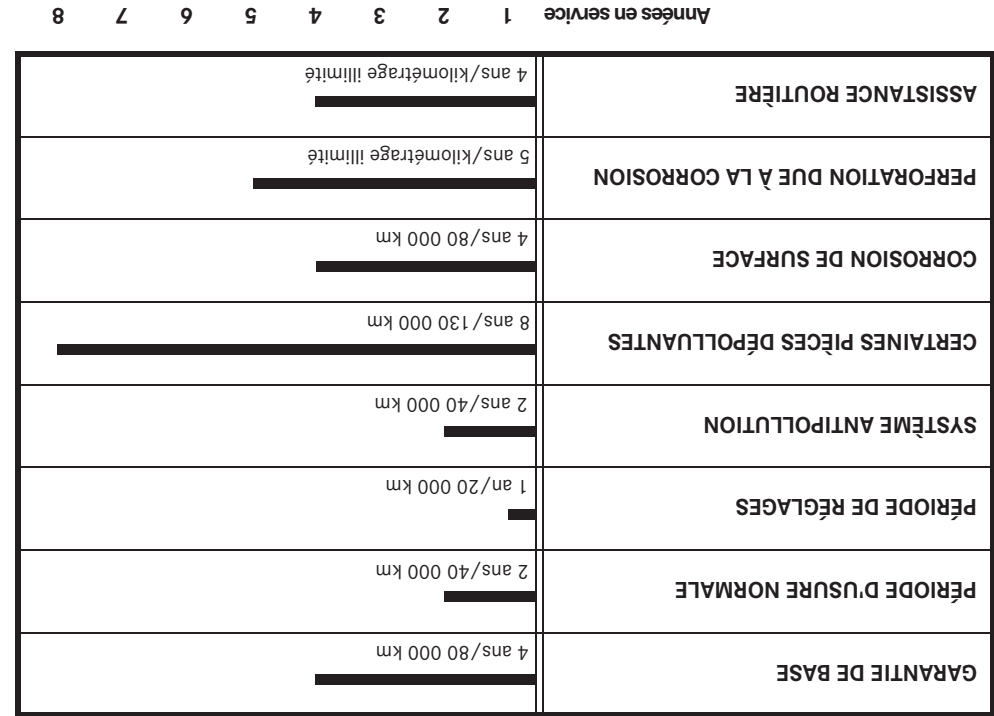 GARANTIE DE BASE
4 ans/80 000 km
PÉRIODE D'USURE NORMALE
2 ans/40 000 km
PÉRIODE DE RÉGLAGES
1 an/20 000 km
SYSTÈME ANTIPOLLUTION
2 ans/40 000 km
CERTAINES PIÈCES DÉPOLLUANTES
8 ans/130 000 km
CORROSION DE SURFACE
4 ans/80 000 km
PERFORATION DUE À LA CORROSION
5 ans/kilométrage illimité
ASSISTANCE ROUTIÈRE
4 ans/kilométrage illimité
Années en service 1 2 3 4 5 6 7 8